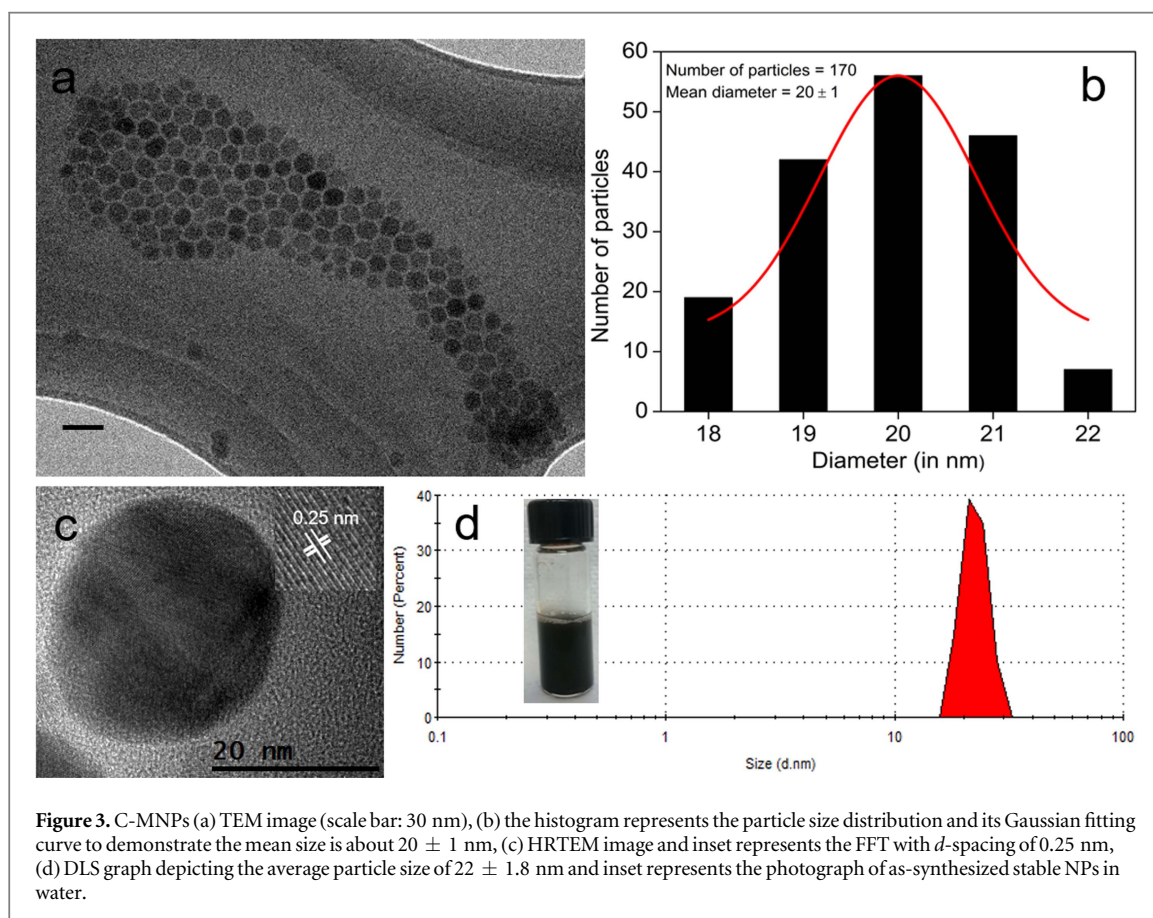 a
60
50
40
30
20
10
0
Number of particles
Number of particles = 170
Mean diameter = 20 ± 1
b
18 19 20 21 22
Diameter (in nm)
c
0.25 nm
20 nm
d
40
30
20
10
0
Number (Percent)
0.1 1 10 100
Size (d.nm)
Figure 3. C-MNPs (a) TEM image (scale bar: 30 nm), (b) the histogram represents the particle size distribution and its Gaussian fitting
curve to demonstrate the mean size is about 20 ± 1 nm, (c) HRTEM image and inset represents the FFT with d-spacing of 0.25 nm,
(d) DLS graph depicting the average particle size of 22 ± 1.8 nm and inset represents the photograph of as-synthesized stable NPs in
water.